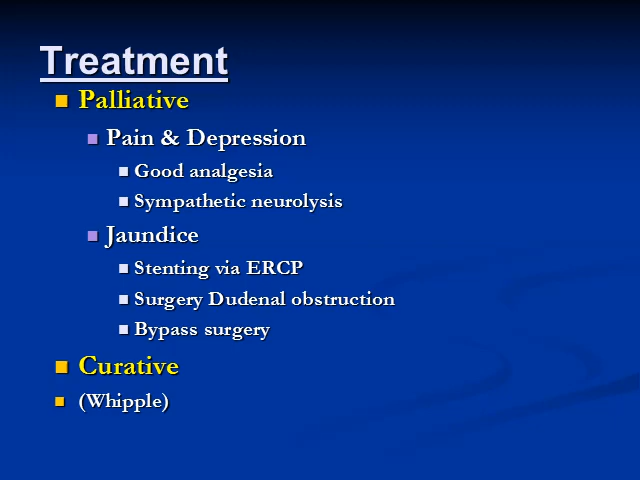 Treatment
Palliative
Pain & Depression
Good analgesia
Sympathetic neurolysis
Jaundice
Stenting via ERCP
Surgery Dudenal obstruction
Bypass surgery
Curative
(Whipple)